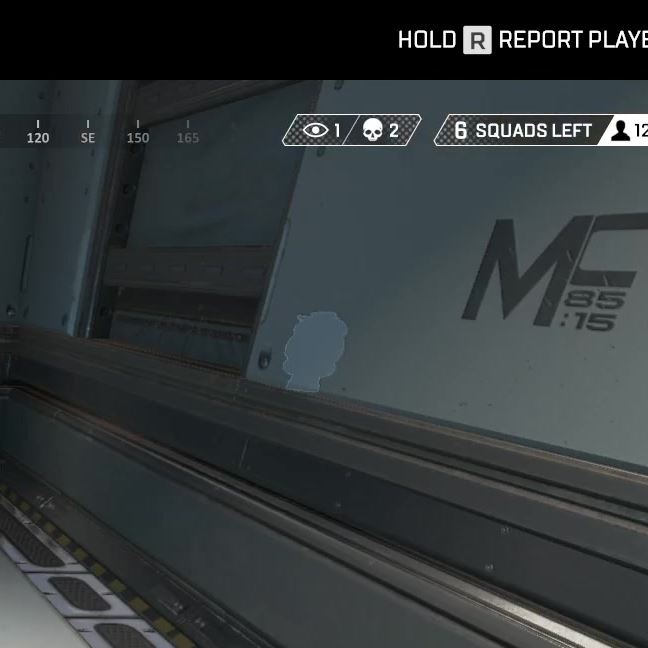 HOLD R REPORT PLAYE
120 SE 150 165
1 2 6 SQUADS LEFT 12
MC
85
:15